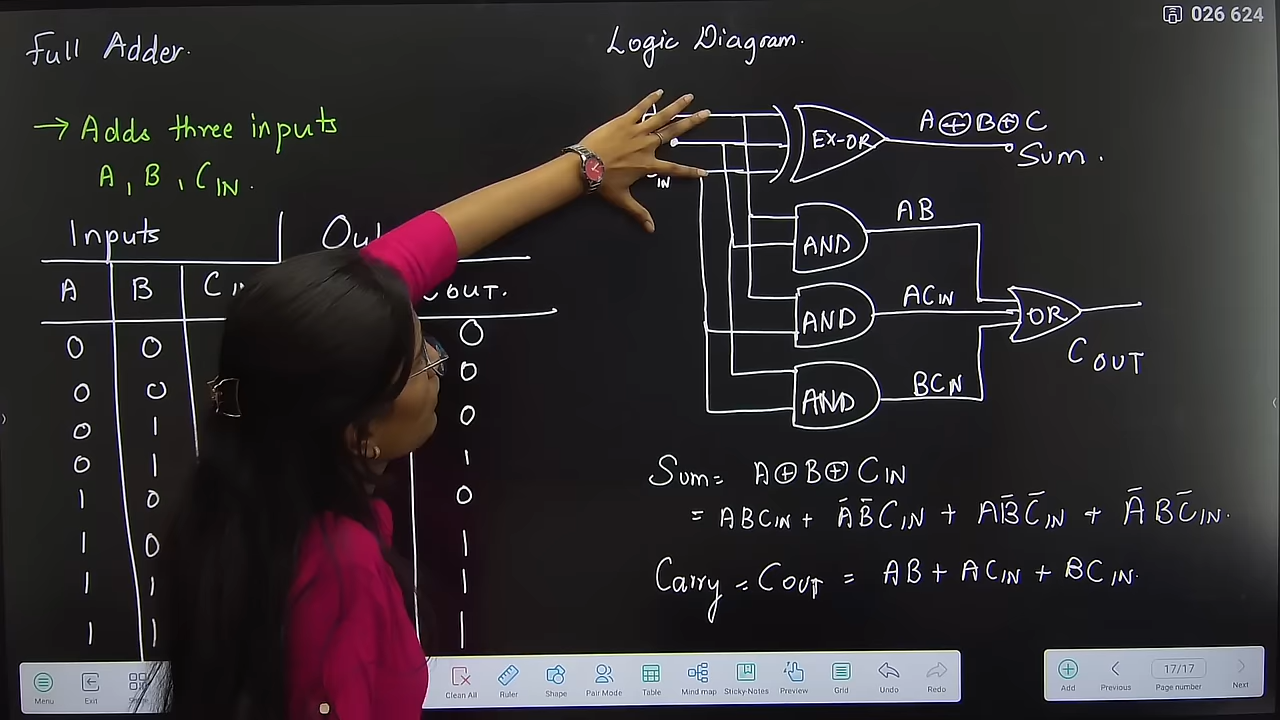 026 624
Full Adder.
→ Adds three inputs
A, B, CIN.
Inputs
A B
0 0 0
0 0 0
0 1 0
0 1 1
1 0 0
1 0 1
1 1 1
1 1 1
Logic Diagram.
IN
EX-OR
A⊕B⊕C
Sum.
AND
AB
AND
ACIN
AND
BCIN
OR
COUT
Sum = A⊕B⊕CIN
= ABCIN + A̅B̅CIN + AB̅C̅IN + A̅BC̅IN.
Carry = COUT = AB + ACIN + BCIN.
Menu Exit Clean All Ruler Shape Pair Mode Table Mind map Sticky-Notes Preview Grid Undo Redo
Add Previous 17/17 Page number Next